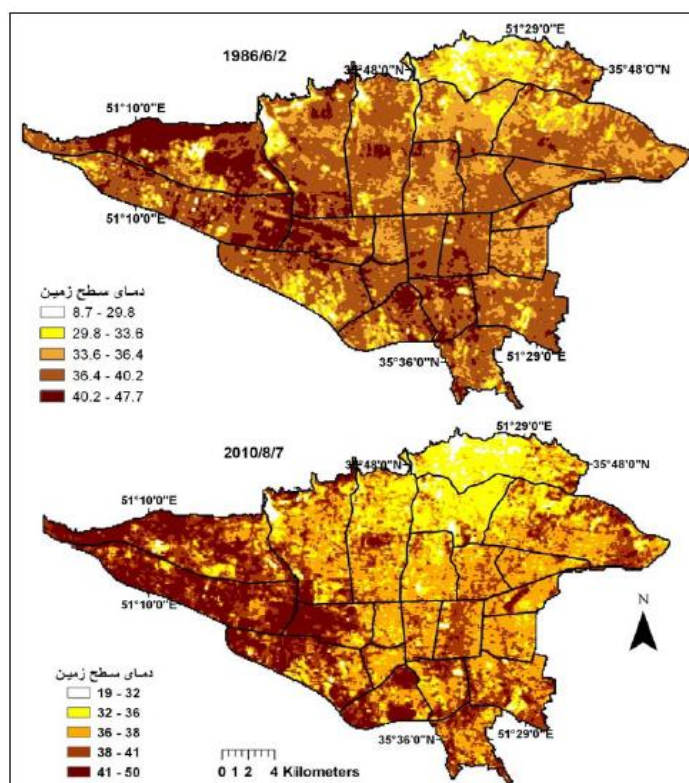 1986/6/2
51°29'0"E
35°48'0"N
35°48'0"N
51°10'0"E
51°10'0"E
دمای سطح زمین
8.7 - 29.8
29.8 - 33.6
33.6 - 36.4
36.4 - 40.2
40.2 - 47.7
35°36'0"N
51°29'0"E
2010/8/7
51°29'0"E
35°48'0"N
35°48'0"N
51°10'0"E
51°10'0"E
N
دمای سطح زمین
19 - 32
32 - 36
36 - 38
38 - 41
41 - 50
35°36'0"N
51°29'0"E
0 1 2 4 Kilometers